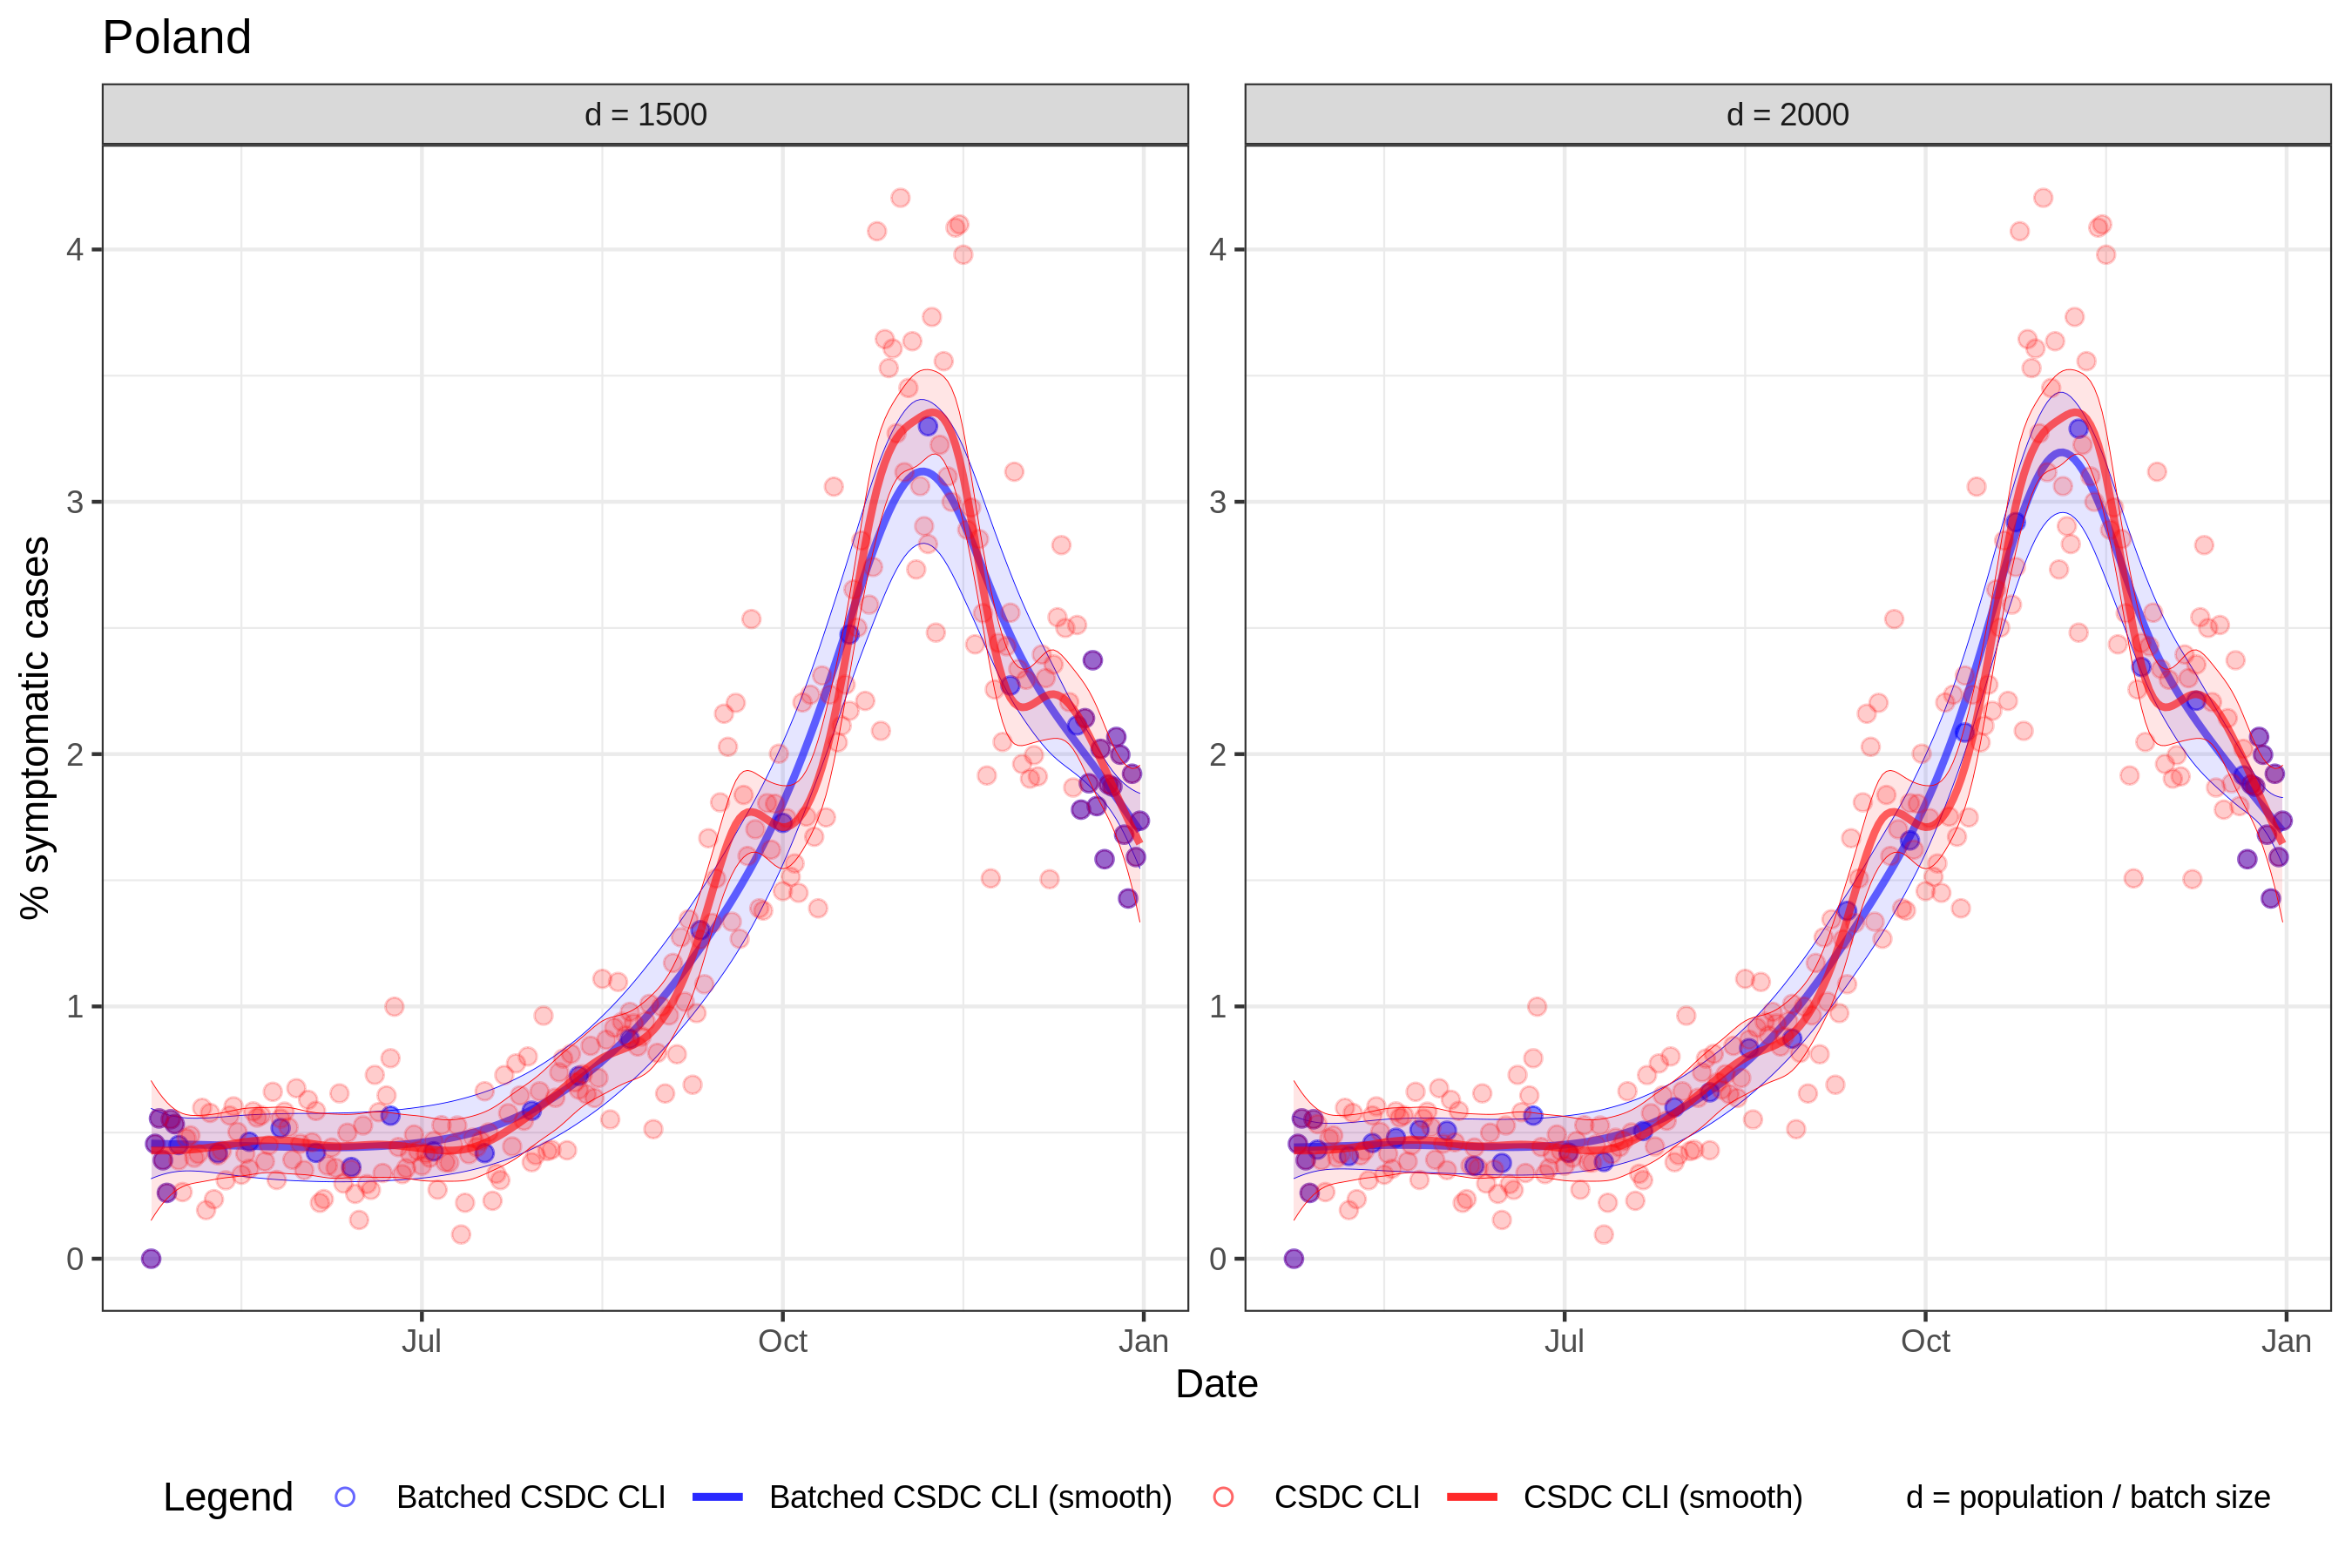 Poland
d = 1500
d = 2000
% symptomatic cases
4
3
2
1
0
4
3
2
1
0
Jul
Oct
Jan
Jul
Oct
Jan
Date
Legend
Batched CSDC CLI
Batched CSDC CLI (smooth)
CSDC CLI
CSDC CLI (smooth)
d = population / batch size